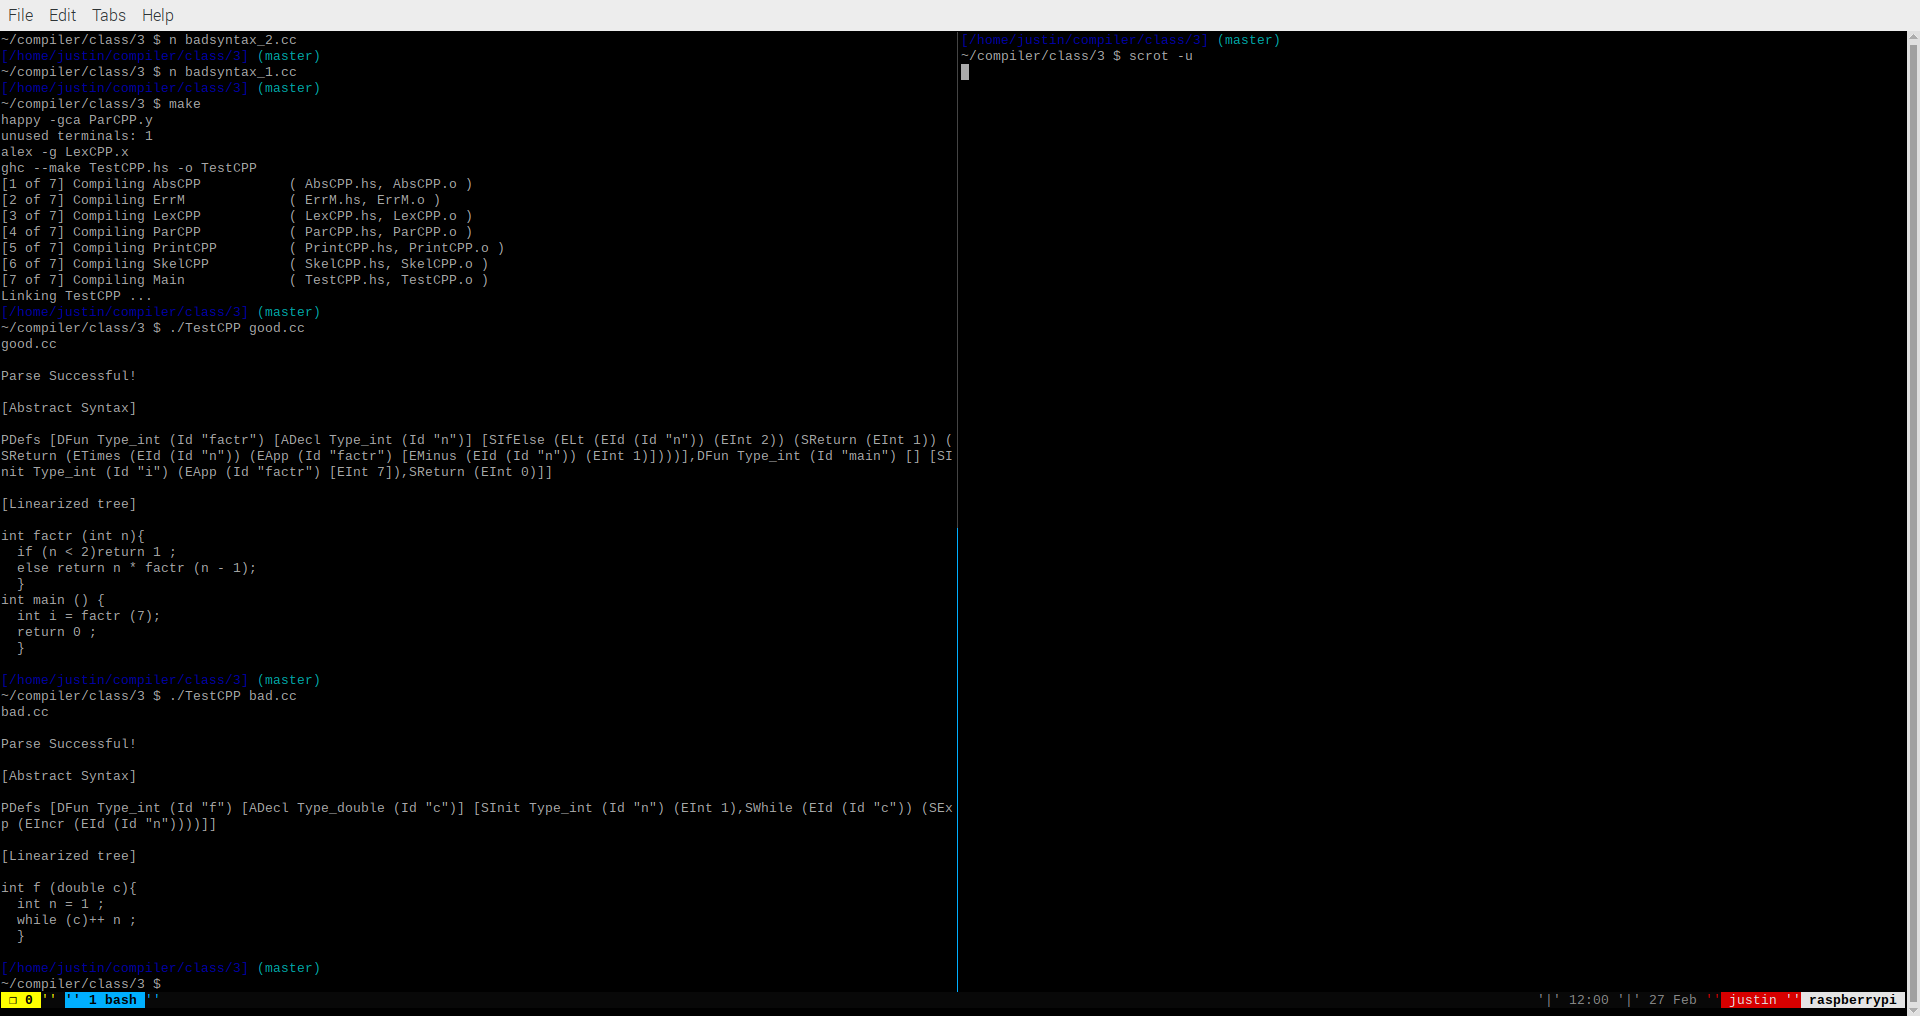 File Edit Tabs Help
~/compiler/class/3 $ n badsyntax_2.cc
[/home/justin/compiler/class/3] (master)
~/compiler/class/3 $ n badsyntax_1.cc
[/home/justin/compiler/class/3] (master)
~/compiler/class/3 $ make
happy -gca ParCPP.y
unused terminals: 1
alex -g LexCPP.x
ghc --make TestCPP.hs -o TestCPP
[1 of 7] Compiling AbsCPP           ( AbsCPP.hs, AbsCPP.o )
[2 of 7] Compiling ErrM             ( ErrM.hs, ErrM.o )
[3 of 7] Compiling LexCPP           ( LexCPP.hs, LexCPP.o )
[4 of 7] Compiling ParCPP           ( ParCPP.hs, ParCPP.o )
[5 of 7] Compiling PrintCPP         ( PrintCPP.hs, PrintCPP.o )
[6 of 7] Compiling SkelCPP          ( SkelCPP.hs, SkelCPP.o )
[7 of 7] Compiling Main             ( TestCPP.hs, TestCPP.o )
Linking TestCPP ...
[/home/justin/compiler/class/3] (master)
~/compiler/class/3 $ ./TestCPP good.cc
good.cc

Parse Successful!

[Abstract Syntax]

PDefs [DFun Type_int (Id "factr") [ADecl Type_int (Id "n")] [SIfElse (ELt (EId (Id "n")) (EInt 2)) (SReturn (EInt 1)) (
SReturn (ETimes (EId (Id "n")) (EApp (Id "factr") [EMinus (EId (Id "n")) (EInt 1)])))],DFun Type_int (Id "main") [] [SI
nit Type_int (Id "i") (EApp (Id "factr") [EInt 7]),SReturn (EInt 0)]]

[Linearized tree]

int factr (int n){
  if (n < 2)return 1 ;
  else return n * factr (n - 1);
  }
int main () {
  int i = factr (7);
  return 0 ;
  }

[/home/justin/compiler/class/3] (master)
~/compiler/class/3 $ ./TestCPP bad.cc
bad.cc

Parse Successful!

[Abstract Syntax]

PDefs [DFun Type_int (Id "f") [ADecl Type_double (Id "c")] [SInit Type_int (Id "n") (EInt 1),SWhile (EId (Id "c")) (SEx
p (EIncr (EId (Id "n"))))]]

[Linearized tree]

int f (double c){
  int n = 1 ;
  while (c)++ n ;
  }

[/home/justin/compiler/class/3] (master)
~/compiler/class/3 $
[/home/justin/compiler/class/3] (master)
~/compiler/class/3 $ scrot -u
❐ 0 '' '' 1 bash '' '|' 12:00 '|' 27 Feb '' justin '' raspberrypi